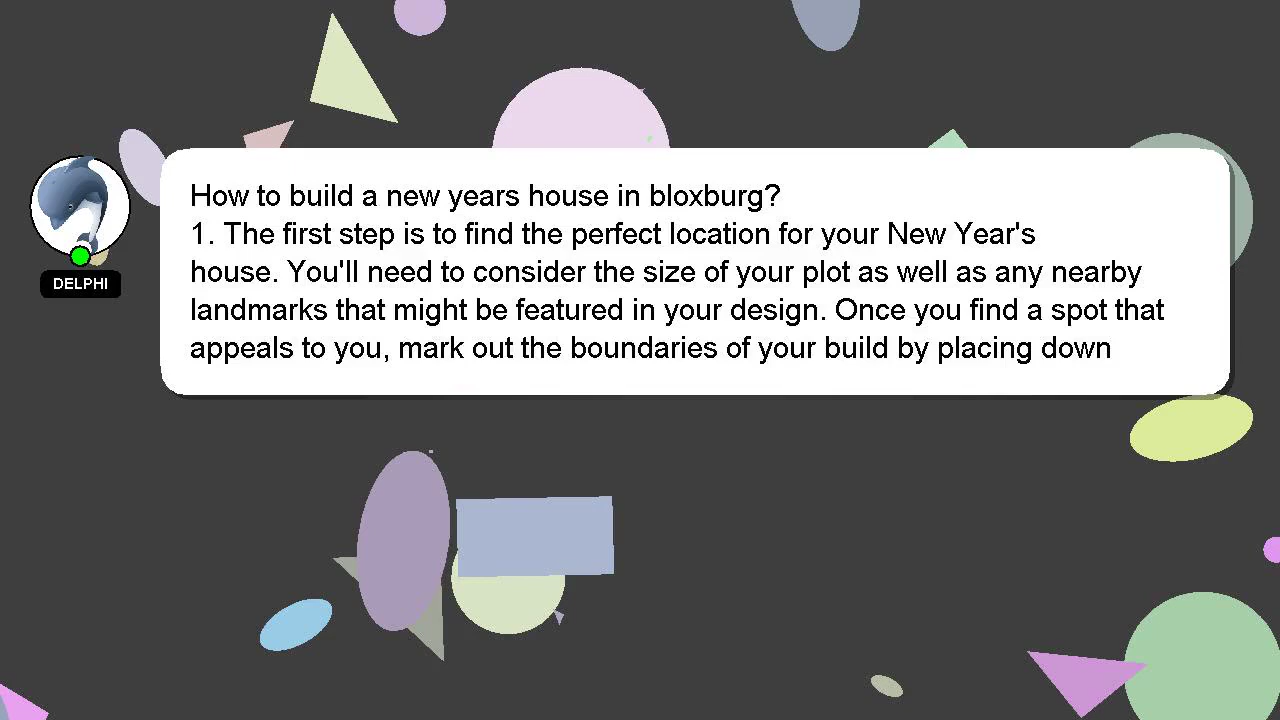 How to build a new years house in bloxburg?
1. The first step is to find the perfect location for your New Year's
house. You'll need to consider the size of your plot as well as any nearby
landmarks that might be featured in your design. Once you find a spot that
appeals to you, mark out the boundaries of your build by placing down
DELPHI